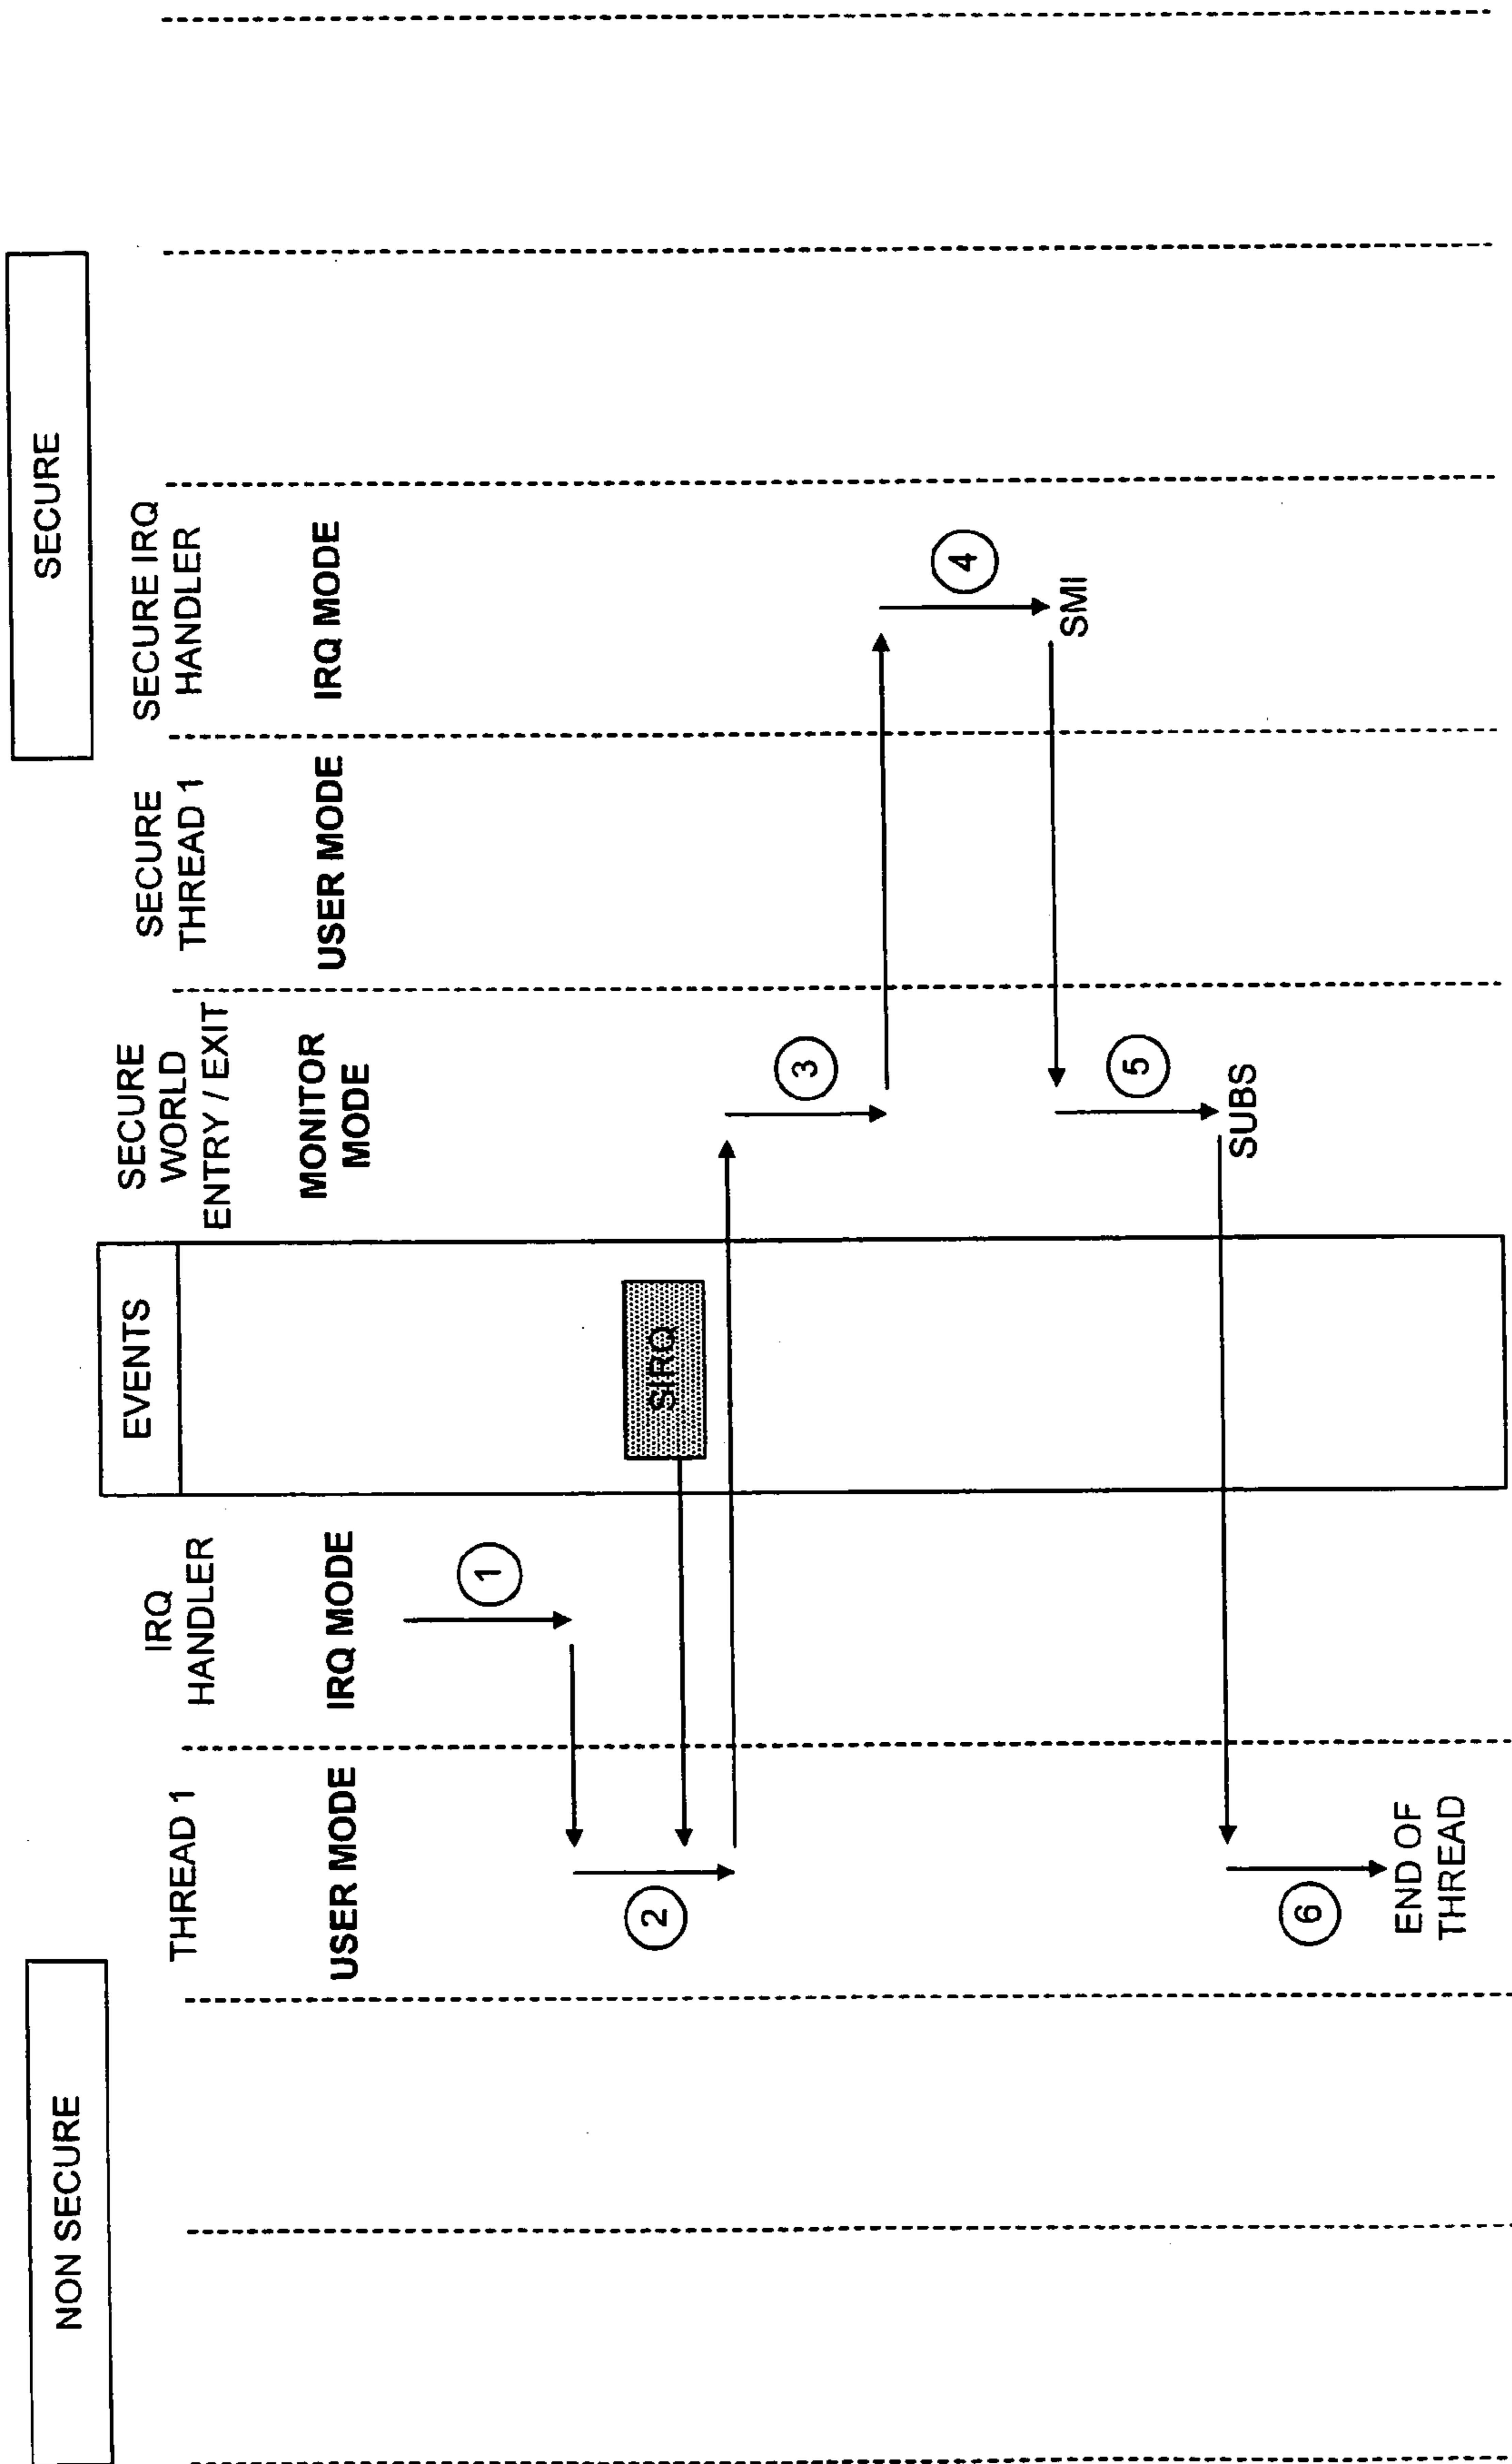 NON SECURE
SECURE
THREAD 1
USER MODE
IRQ
HANDLER
IRQ MODE
EVENTS
SECURE
WORLD
ENTRY / EXIT
MONITOR
MODE
SECURE
THREAD 1
USER MODE
SECURE IRQ
HANDLER
IRQ MODE
1
2
SIRQ
3
4
SMI
5
SUBS
6
END OF
THREAD